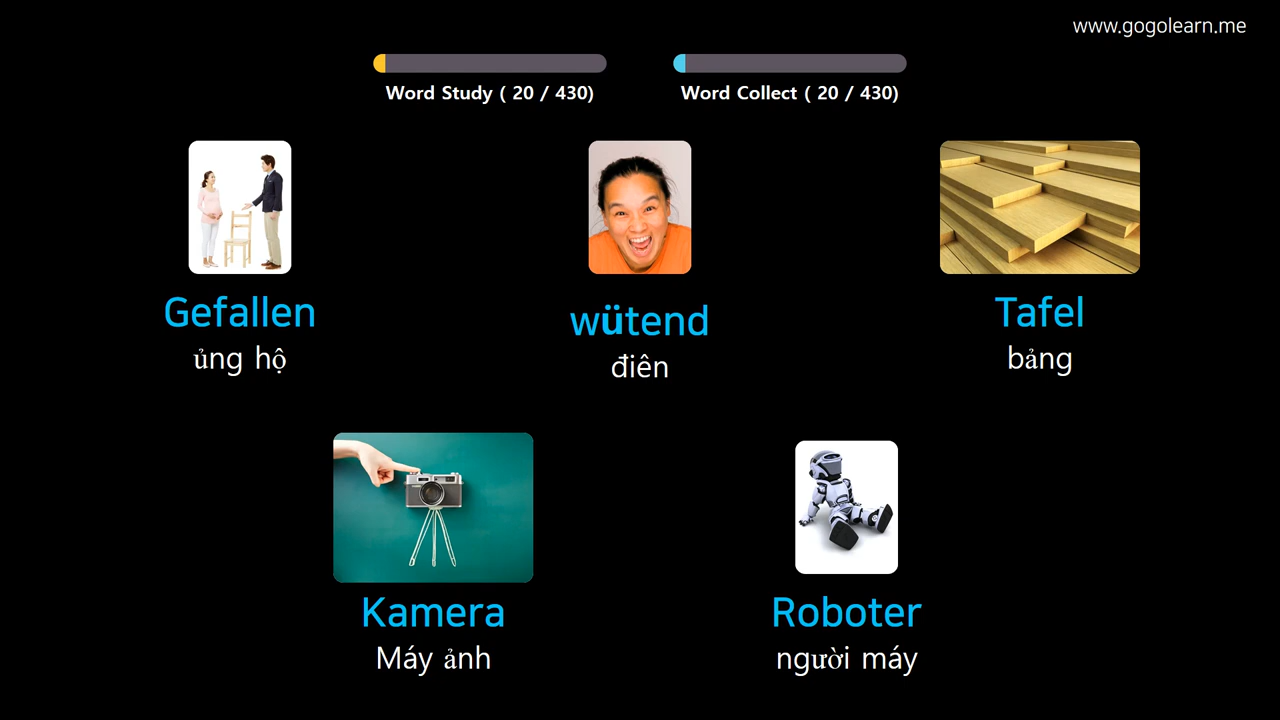 www.gogolearn.me
Word Study ( 20 / 430)
Word Collect ( 20 / 430)
Gefallen
ủng hộ
wütend
điên
Tafel
bảng
Kamera
Máy ảnh
Roboter
người máy